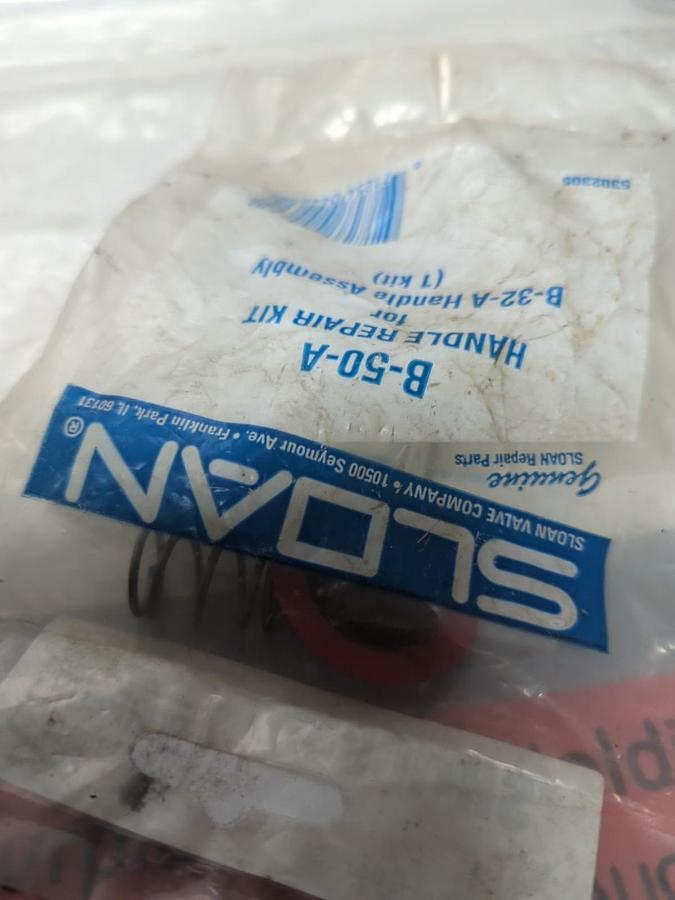 SLOAN®
SLOAN VALVE COMPANY • 10500 Seymour Ave. • Franklin Park, IL 60131
Genuine
SLOAN Repair Parts
B-50-A
HANDLE REPAIR KIT
for
B-32-A Handle Assembly
(1 kit)
5302305